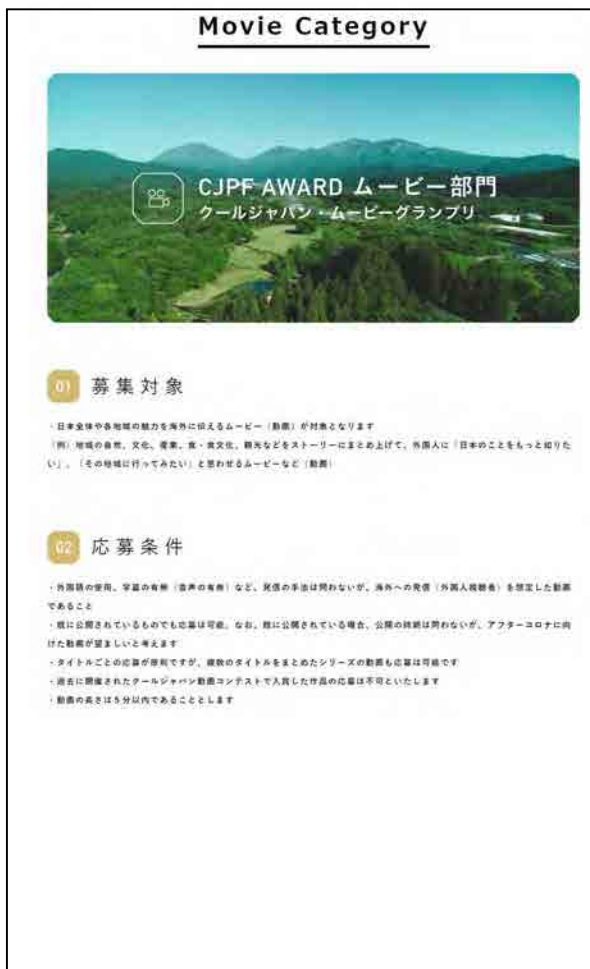 Movie Category
CJPF AWARD ムービー部門
クールジャパン・ムービーグランプリ
01 募集対象
・日本全体や各地域の魅力を海外に伝えるムービー（動画）が対象となります
（例）地域の自然、文化、産業、食・食文化、観光などをストーリーにまとめ上げて、外国人に「日本のことをもっと知りた
い」、「その地域に行ってみたい」と思わせるムービーなど（動画）
02 応募条件
・外国語の使用、字幕の有無（音声の有無）など、発信の手法は問わないが、海外への発信（外国人視聴者）を想定した動画
であること
・既に公開されているものでも応募は可能。なお、既に公開されている場合、公開の時期は問わないが、アフターコロナに向
けた動画が望ましいと考えます
・タイトルごとの応募が原則ですが、複数のタイトルをまとめたシリーズの動画も応募は可能です
・過去に開催されたクールジャパン動画コンテストで入賞した作品の応募は不可といたします
・動画の長さは5分以内であることとします